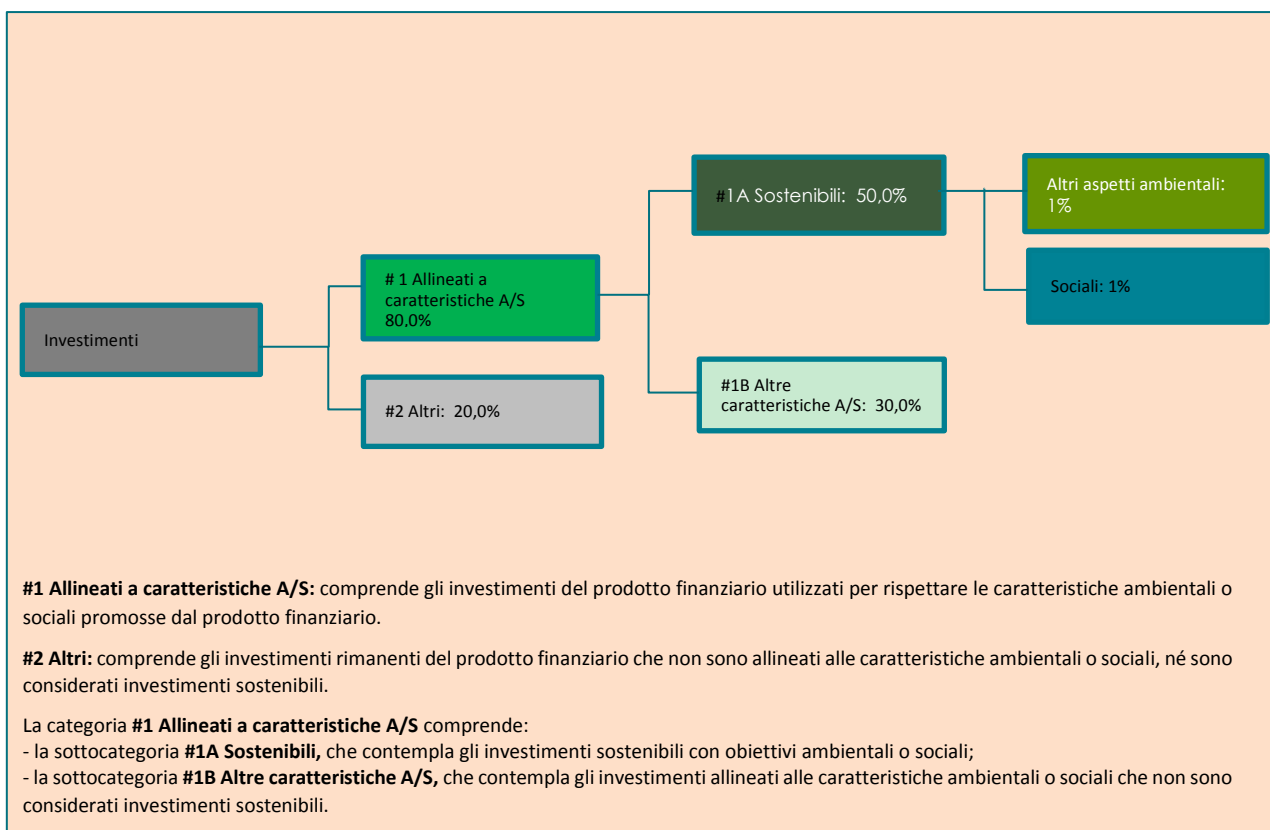 #1A Sostenibili: 50,0%
Altri aspetti ambientali:
1%
# 1 Allineati a
caratteristiche A/S
80,0%
Sociali: 1%
Investimenti
#2 Altri: 20,0%
#1B Altre
caratteristiche A/S: 30,0%
#1 Allineati a caratteristiche A/S: comprende gli investimenti del prodotto finanziario utilizzati per rispettare le caratteristiche ambientali o
sociali promosse dal prodotto finanziario.
#2 Altri: comprende gli investimenti rimanenti del prodotto finanziario che non sono allineati alle caratteristiche ambientali o sociali, né sono
considerati investimenti sostenibili.
La categoria #1 Allineati a caratteristiche A/S comprende:
- la sottocategoria #1A Sostenibili, che contempla gli investimenti sostenibili con obiettivi ambientali o sociali;
- la sottocategoria #1B Altre caratteristiche A/S, che contempla gli investimenti allineati alle caratteristiche ambientali o sociali che non sono
considerati investimenti sostenibili.